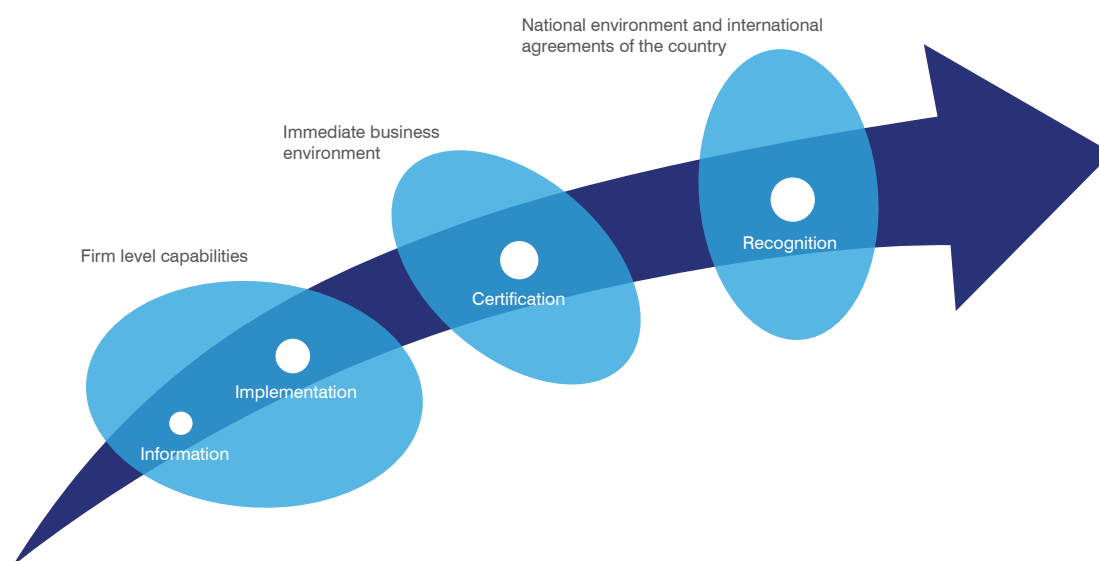 National environment and international
agreements of the country
Immediate business
environment
Recognition
Firm level capabilities
Certification
Implementation
Information